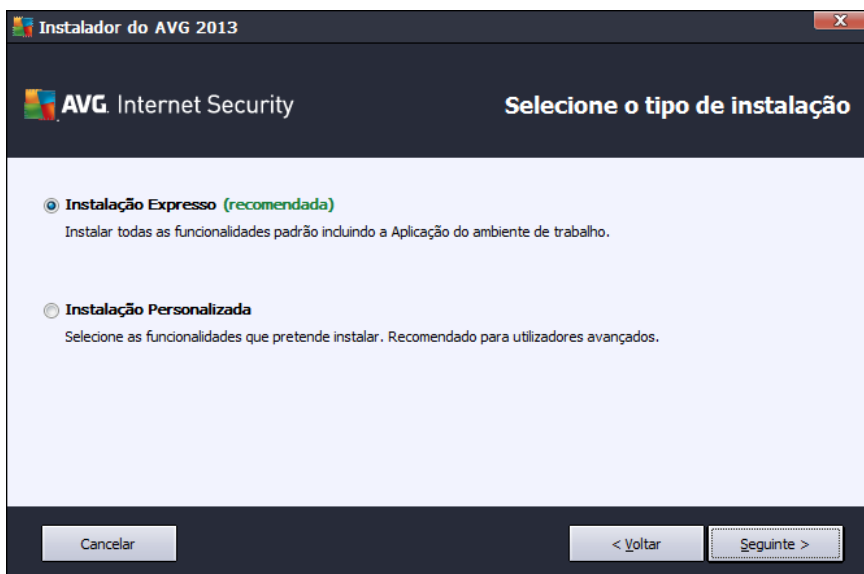 Instalador do AVG 2013
X
AVG. Internet Security
Selecione o tipo de instalação
Instalação Expresso (recomendada)
Instalar todas as funcionalidades padrão incluindo a Aplicação do ambiente de trabalho.
Instalação Personalizada
Selecione as funcionalidades que pretende instalar. Recomendado para utilizadores avançados.
Cancelar
< Voltar
Seguinte >